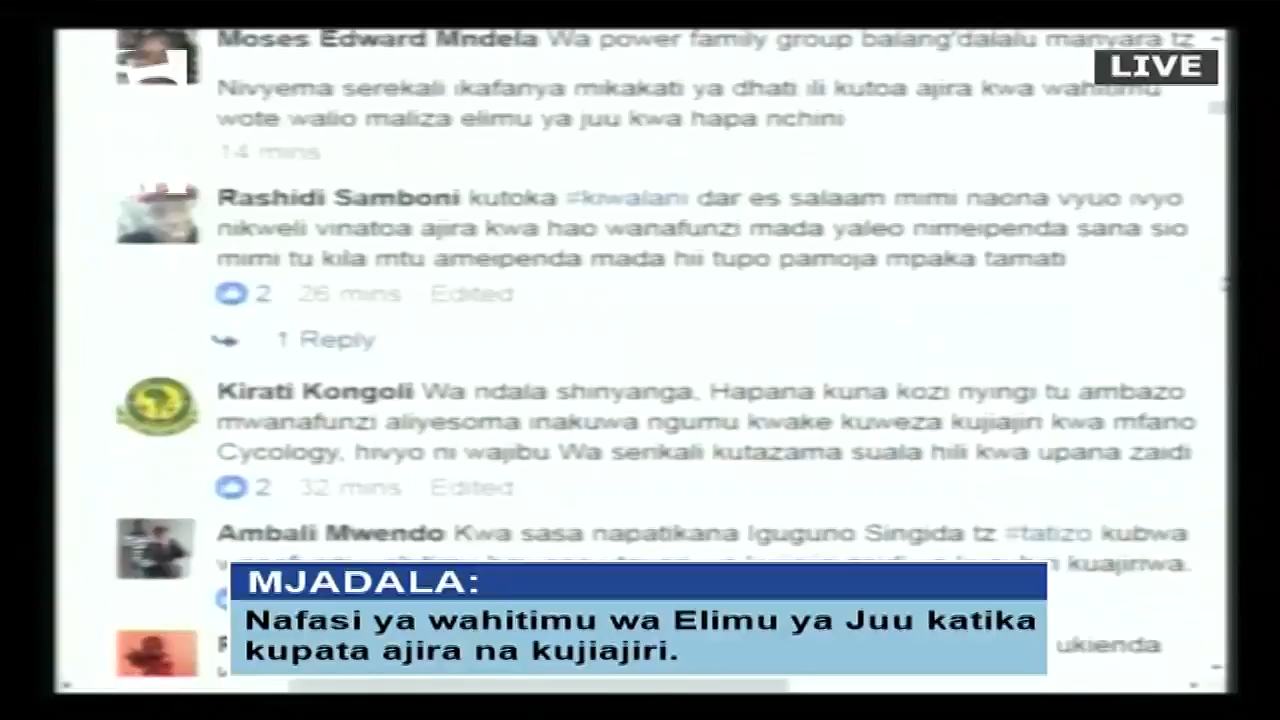 Moses Edward Mndela Wa power family group balang'dalalu manyara tz
LIVE
Nivyema serekali ikafanya mikakati ya dhati ili kutoa ajira kwa wahitimu
wote walio maliza elimu ya juu kwa hapa nchini
14 mins
Rashidi Samboni kutoka #kiwalani dar es salaam mimi naona vyuo ivyo
nikweli vinatoa ajira kwa hao wanafunzi mada yaleo nimeipenda sana sio
mimi tu kila mtu ameipenda mada hii tupo pamoja mpaka tamati
2 26 mins Edited
1 Reply
Kirati Kongoli Wa ndala shinyanga, Hapana kuna kozi nyingi tu ambazo
mwanafunzi aliyesoma inakuwa ngumu kwake kuweza kujiajiri kwa mfano
Cycology, hivyo ni wajibu Wa serikali kutazama suala hili kwa upana zaidi
2 32 mins Edited
Ambali Mwendo Kwa sasa napatikana Iguguno Singida tz #tatizo kubwa
kuajiriwa.
MJADALA:
Nafasi ya wahitimu wa Elimu ya Juu katika
kupata ajira na kujiajiri.
ukienda